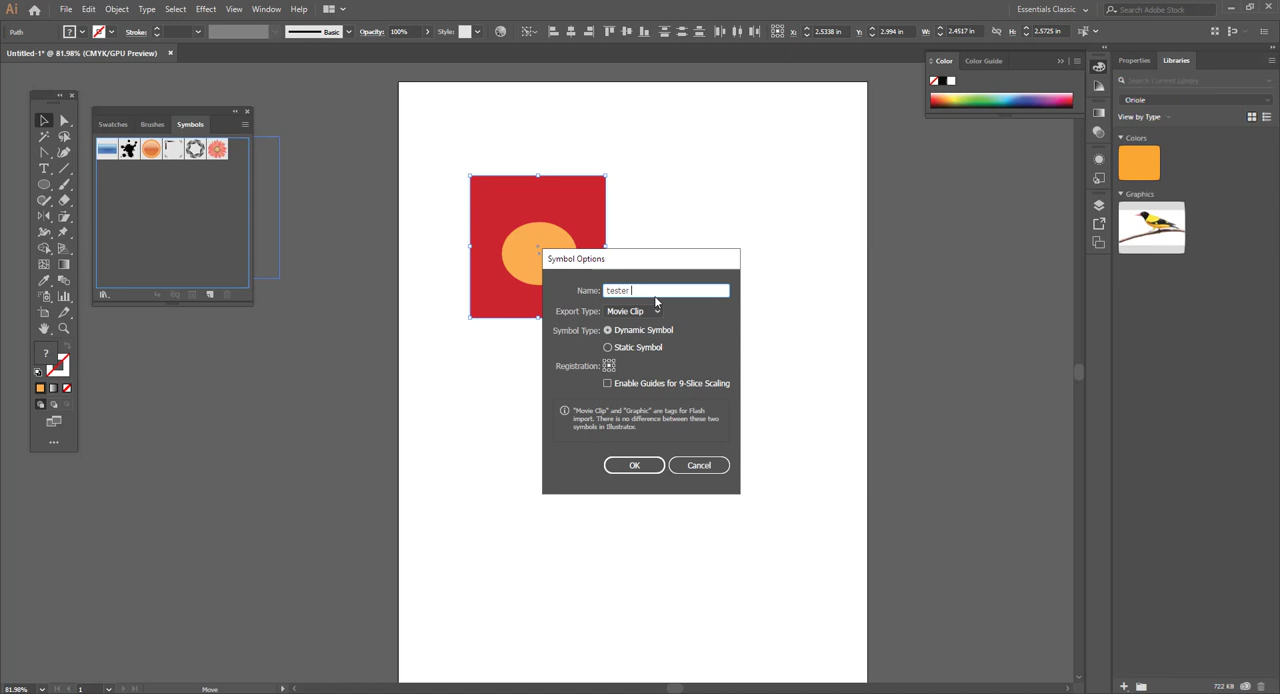 Ai File Edit Object Type Select Effect View Window Help Essentials Classic Search Adobe Stock
Path ? Stroke: Basic Opacity: 100% Style: X: 2.5338 in Y: 2.994 in W: 2.4517 in H: 2.5725 in
Untitled-1* @ 81.98% (CMYK/GPU Preview) ×
Color Color Guide
Properties Libraries
Search Current Library
Oriole
View by Type
Colors
Graphics
Swatches Brushes Symbols
Symbol Options
Name: tester
Export Type: Movie Clip
Symbol Type: Dynamic Symbol
Static Symbol
Registration:
Enable Guides for 9-Slice Scaling
"Movie Clip" and "Graphic" are tags for Flash
import. There is no difference between these two
symbols in Illustrator.
OK Cancel
?
81.98% 1 Move 722 KB